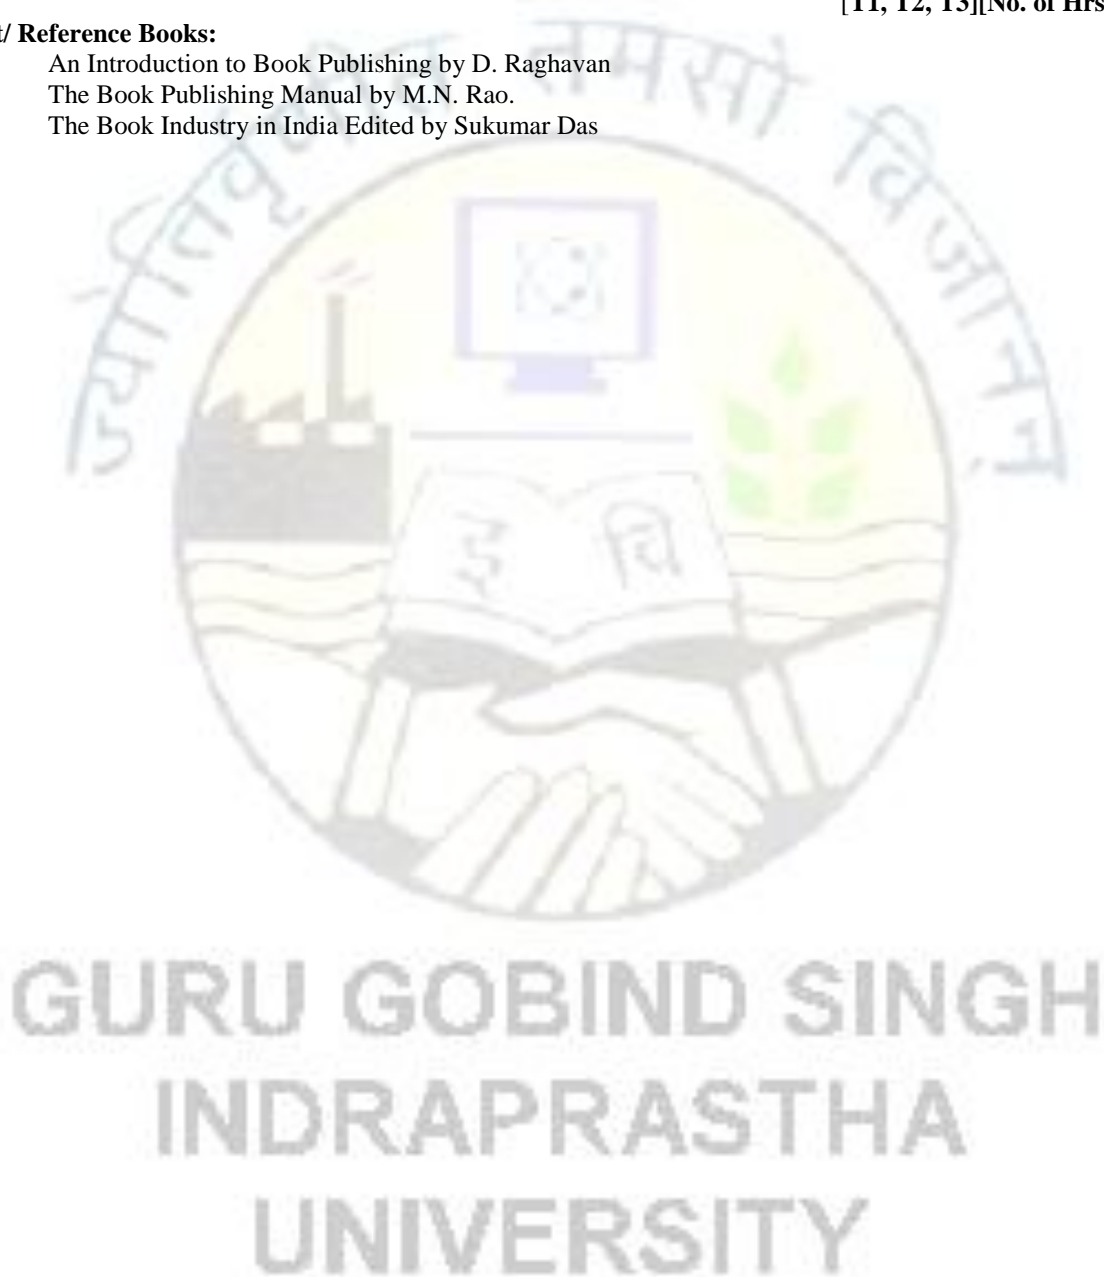 [T1, T2, T3][No. of Hrs
t/ Reference Books:
An Introduction to Book Publishing by D. Raghavan
The Book Publishing Manual by M.N. Rao.
The Book Industry in India Edited by Sukumar Das
इ वि
GURU GOBIND SINGH
INDRAPRASTHA
UNIVERSITY